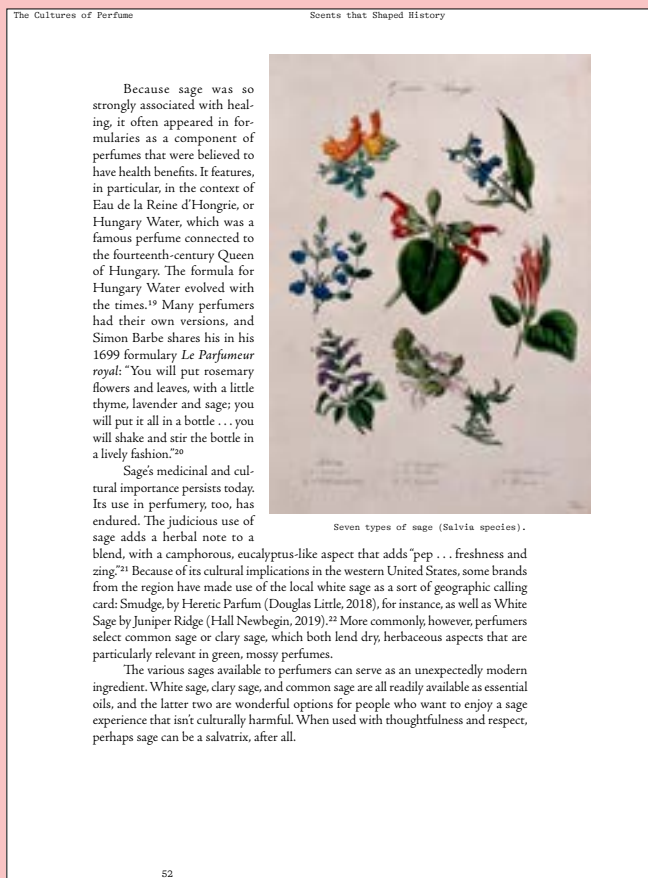 The Cultures of Perfume
Scents that Shaped History
Because sage was so
strongly associated with heal-
ing, it often appeared in for-
mularies as a component of
perfumes that were believed to
have health benefits. It features,
in particular, in the context of
Eau de la Reine d’Hongrie, or
Hungary Water, which was a
famous perfume connected to
the fourteenth-century Queen
of Hungary. The formula for
Hungary Water evolved with
the times.¹⁹ Many perfumers
had their own versions, and
Simon Barbe shares his in his
1699 formulary Le Parfumeur
royal: “You will put rosemary
flowers and leaves, with a little
thyme, lavender and sage; you
will put it all in a bottle . . . you
will shake and stir the bottle in
a lively fashion.”²⁰
Sage’s medicinal and cul-
tural importance persists today.
Its use in perfumery, too, has
endured. The judicious use of
sage adds a herbal note to a
blend, with a camphorous, eucalyptus-like aspect that adds “pep . . . freshness and
zing.”²¹ Because of its cultural implications in the western United States, some brands
from the region have made use of the local white sage as a sort of geographic calling
card: Smudge, by Heretic Parfum (Douglas Little, 2018), for instance, as well as White
Sage by Juniper Ridge (Hall Newbegin, 2019).²² More commonly, however, perfumers
select common sage or clary sage, which both lend dry, herbaceous aspects that are
particularly relevant in green, mossy perfumes.
The various sages available to perfumers can serve as an unexpectedly modern
ingredient. White sage, clary sage, and common sage are all readily available as essential
oils, and the latter two are wonderful options for people who want to enjoy a sage
experience that isn’t culturally harmful. When used with thoughtfulness and respect,
perhaps sage can be a salvatrix, after all.
Seven types of sage (Salvia species).
52